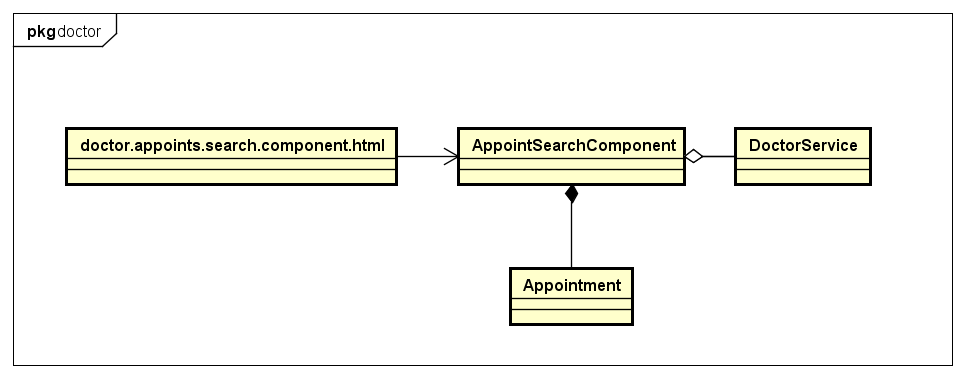 pkg doctor
doctor.appoints.search.component.html
AppointSearchComponent
DoctorService
Appointment